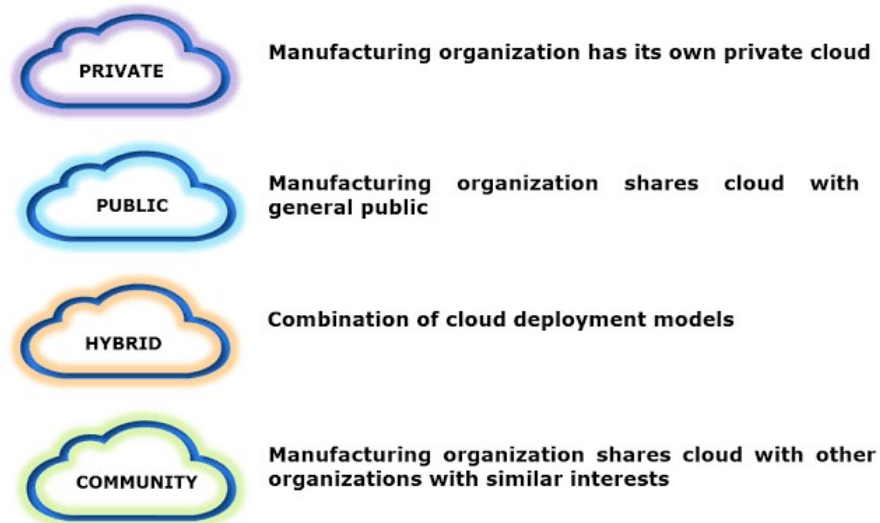 PRIVATE
Manufacturing organization has its own private cloud
PUBLIC
Manufacturing organization shares cloud with
general public
HYBRID
Combination of cloud deployment models
COMMUNITY
Manufacturing organization shares cloud with other
organizations with similar interests